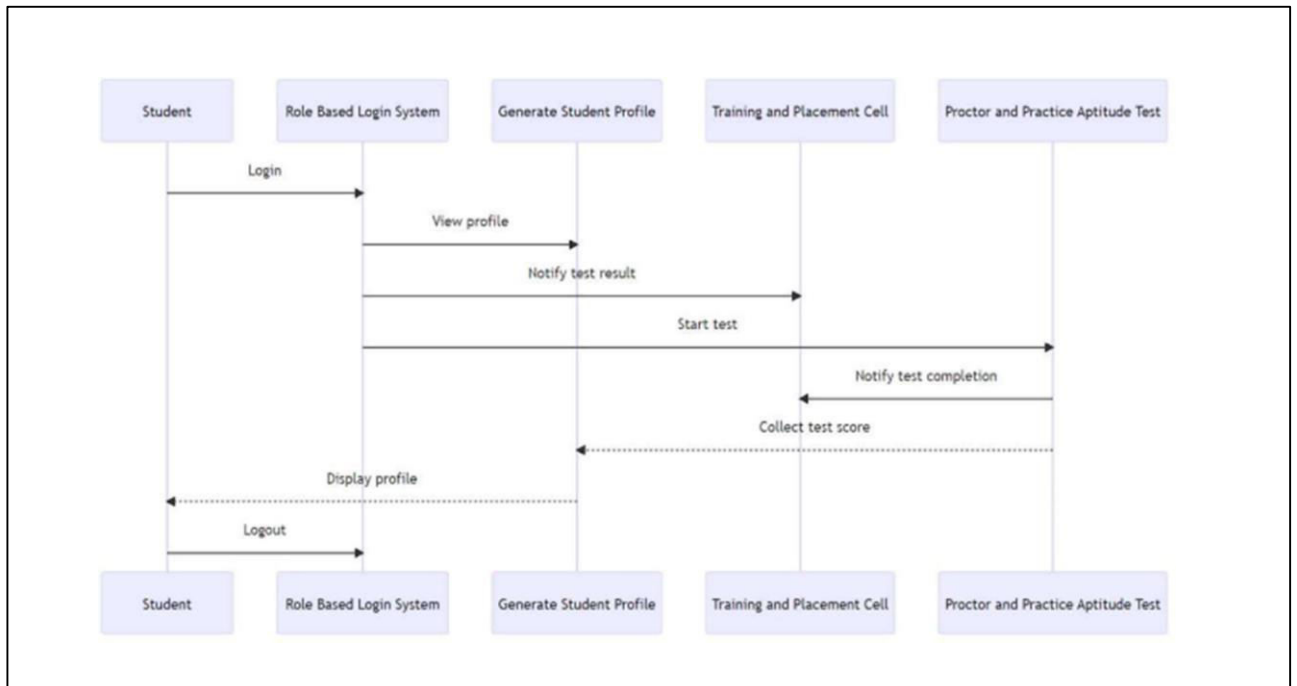 Student
Role Based Login System
Generate Student Profile
Training and Placement Cell
Proctor and Practice Aptitude Test
Login
View profile
Notify test result
Start test
Notify test completion
Collect test score
Display profile
Logout
Student
Role Based Login System
Generate Student Profile
Training and Placement Cell
Proctor and Practice Aptitude Test